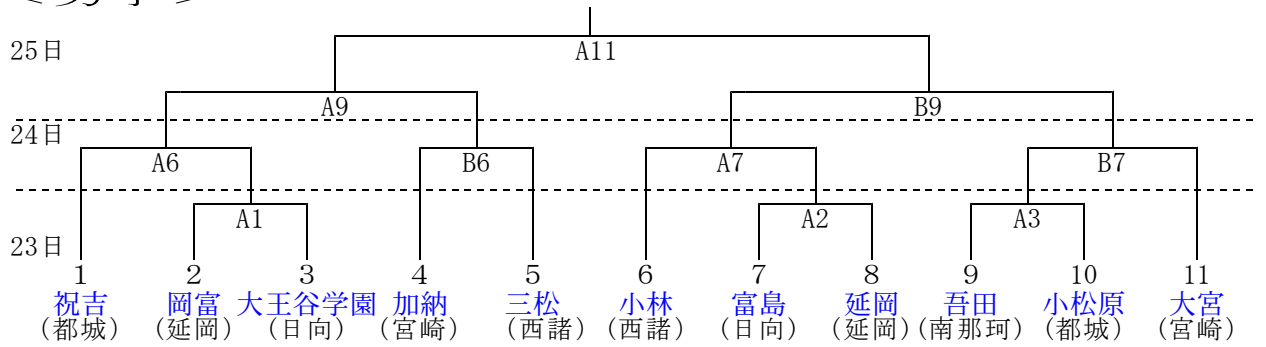 25日
A11
A9 B9
24日
A6 B6 A7 B7
A1 A2 A3
23日
1 2 3 4 5 6 7 8 9 10 11
祝吉 岡富 大王谷学園 加納 三松 小林 富島 延岡 吾田 小松原 大宮
(都城) (延岡) (日向) (宮崎) (西諸) (西諸) (日向) (延岡) (南那珂) (都城) (宮崎)